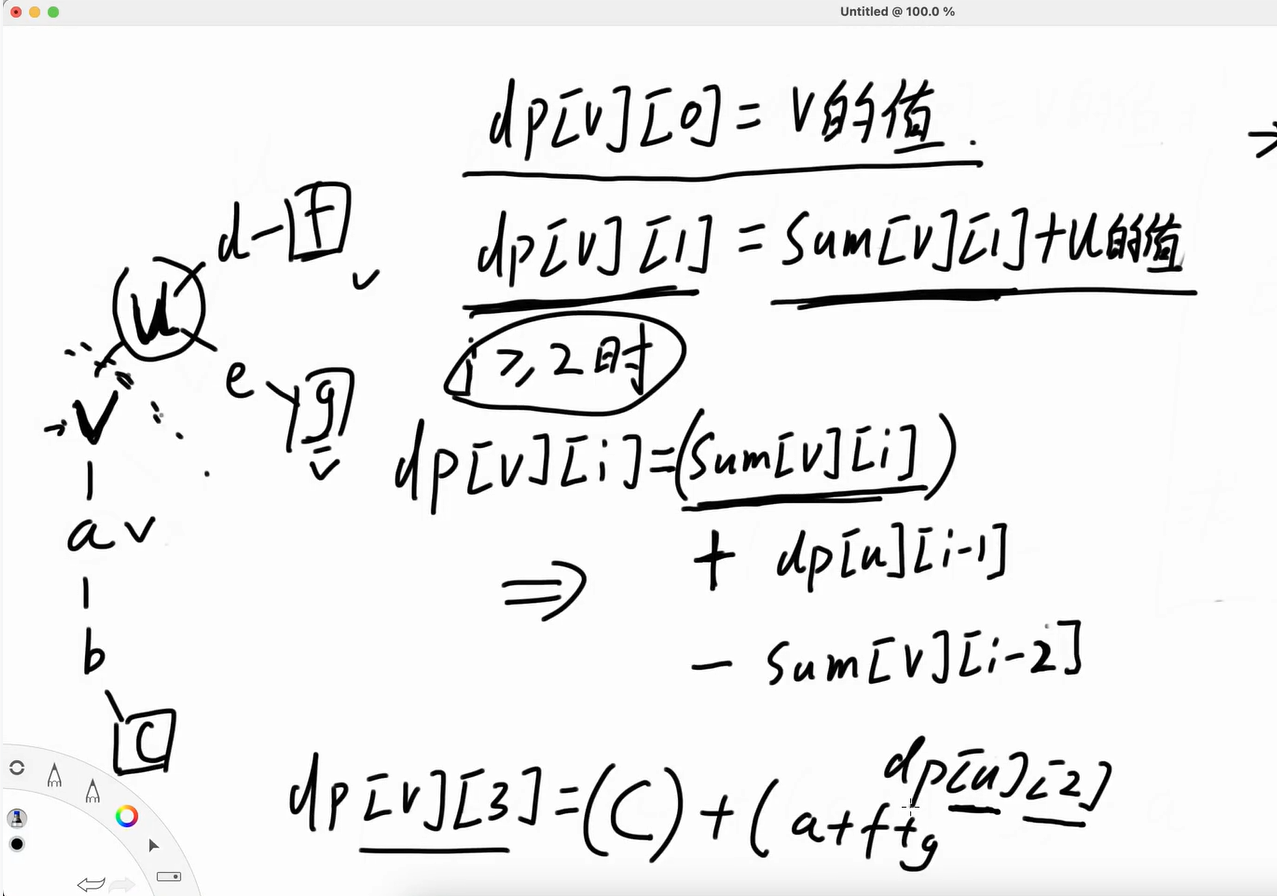 Untitled @ 100.0 %
dp[v][0]= v的值.
dp[v][1] = Sum[v][1]+u的值
i ≥ 2时
dp[v][i]=(Sum[v][i])
+ dp[u][i-1]
- Sum[v][i-2]
dp[u][2]
dp[v][3]=(C)+(a+f+g
d-f
v
u
e
g
v
v
a v
b
C